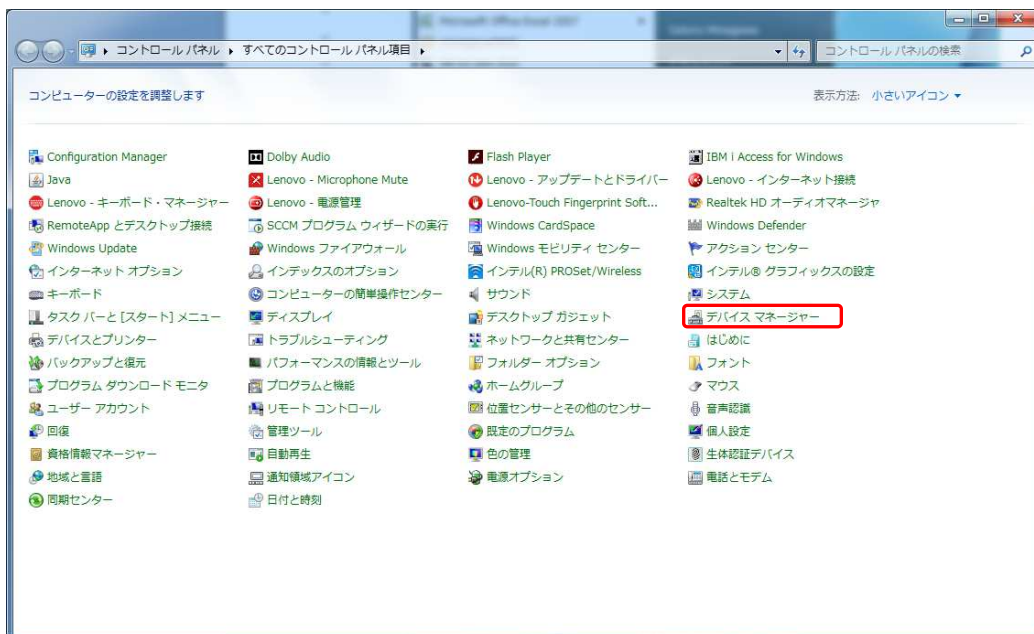 Microsoft Office Excel 2007
コントロール パネル ▸ すべてのコントロール パネル項目 ▸
コントロール パネルの検索
コンピューターの設定を調整します
表示方法: 小さいアイコン
Configuration Manager Dolby Audio Flash Player IBM i Access for Windows
Java Lenovo - Microphone Mute Lenovo - アップデートとドライバー Lenovo - インターネット接続
Lenovo - キーボード・マネージャー Lenovo - 電源管理 Lenovo-Touch Fingerprint Soft... Realtek HD オーディオマネージャ
RemoteApp とデスクトップ接続 SCCM プログラム ウィザードの実行 Windows CardSpace Windows Defender
Windows Update Windows ファイアウォール Windows モビリティ センター アクション センター
インターネット オプション インデックスのオプション インテル(R) PROSet/Wireless インテル® グラフィックスの設定
キーボード コンピューターの簡単操作センター サウンド システム
タスク バーと [スタート] メニュー ディスプレイ デスクトップ ガジェット デバイス マネージャー
デバイスとプリンター トラブルシューティング ネットワークと共有センター はじめに
バックアップと復元 パフォーマンスの情報とツール フォルダー オプション フォント
プログラム ダウンロード モニタ プログラムと機能 ホームグループ マウス
ユーザー アカウント リモート コントロール 位置センサーとその他のセンサー 音声認識
回復 管理ツール 既定のプログラム 個人設定
資格情報マネージャー 自動再生 色の管理 生体認証デバイス
地域と言語 通知領域アイコン 電源オプション 電話とモデム
同期センター 日付と時刻